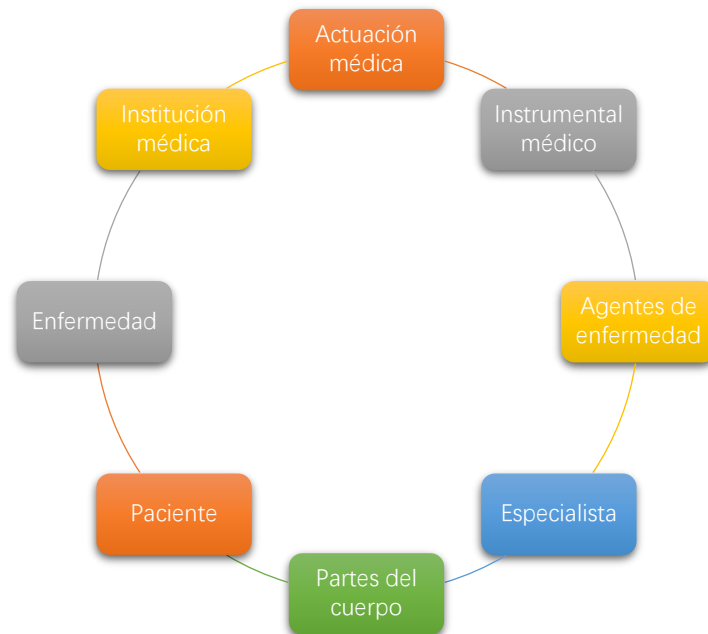 Actuación
médica
Instrumental
médico
Agentes de
enfermedad
Especialista
Partes del
cuerpo
Paciente
Enfermedad
Institución
médica